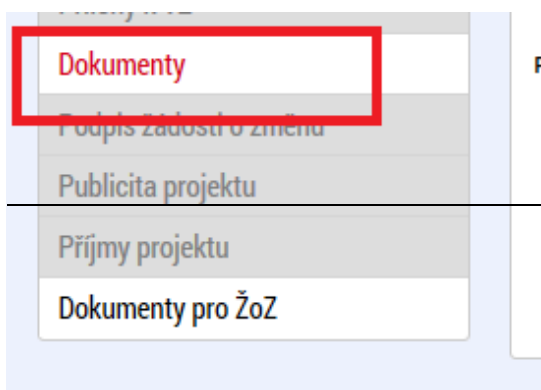 Dokumenty
Podpis žádosti o změnu
Publicita projektu
Příjmy projektu
Dokumenty pro ŽoZ